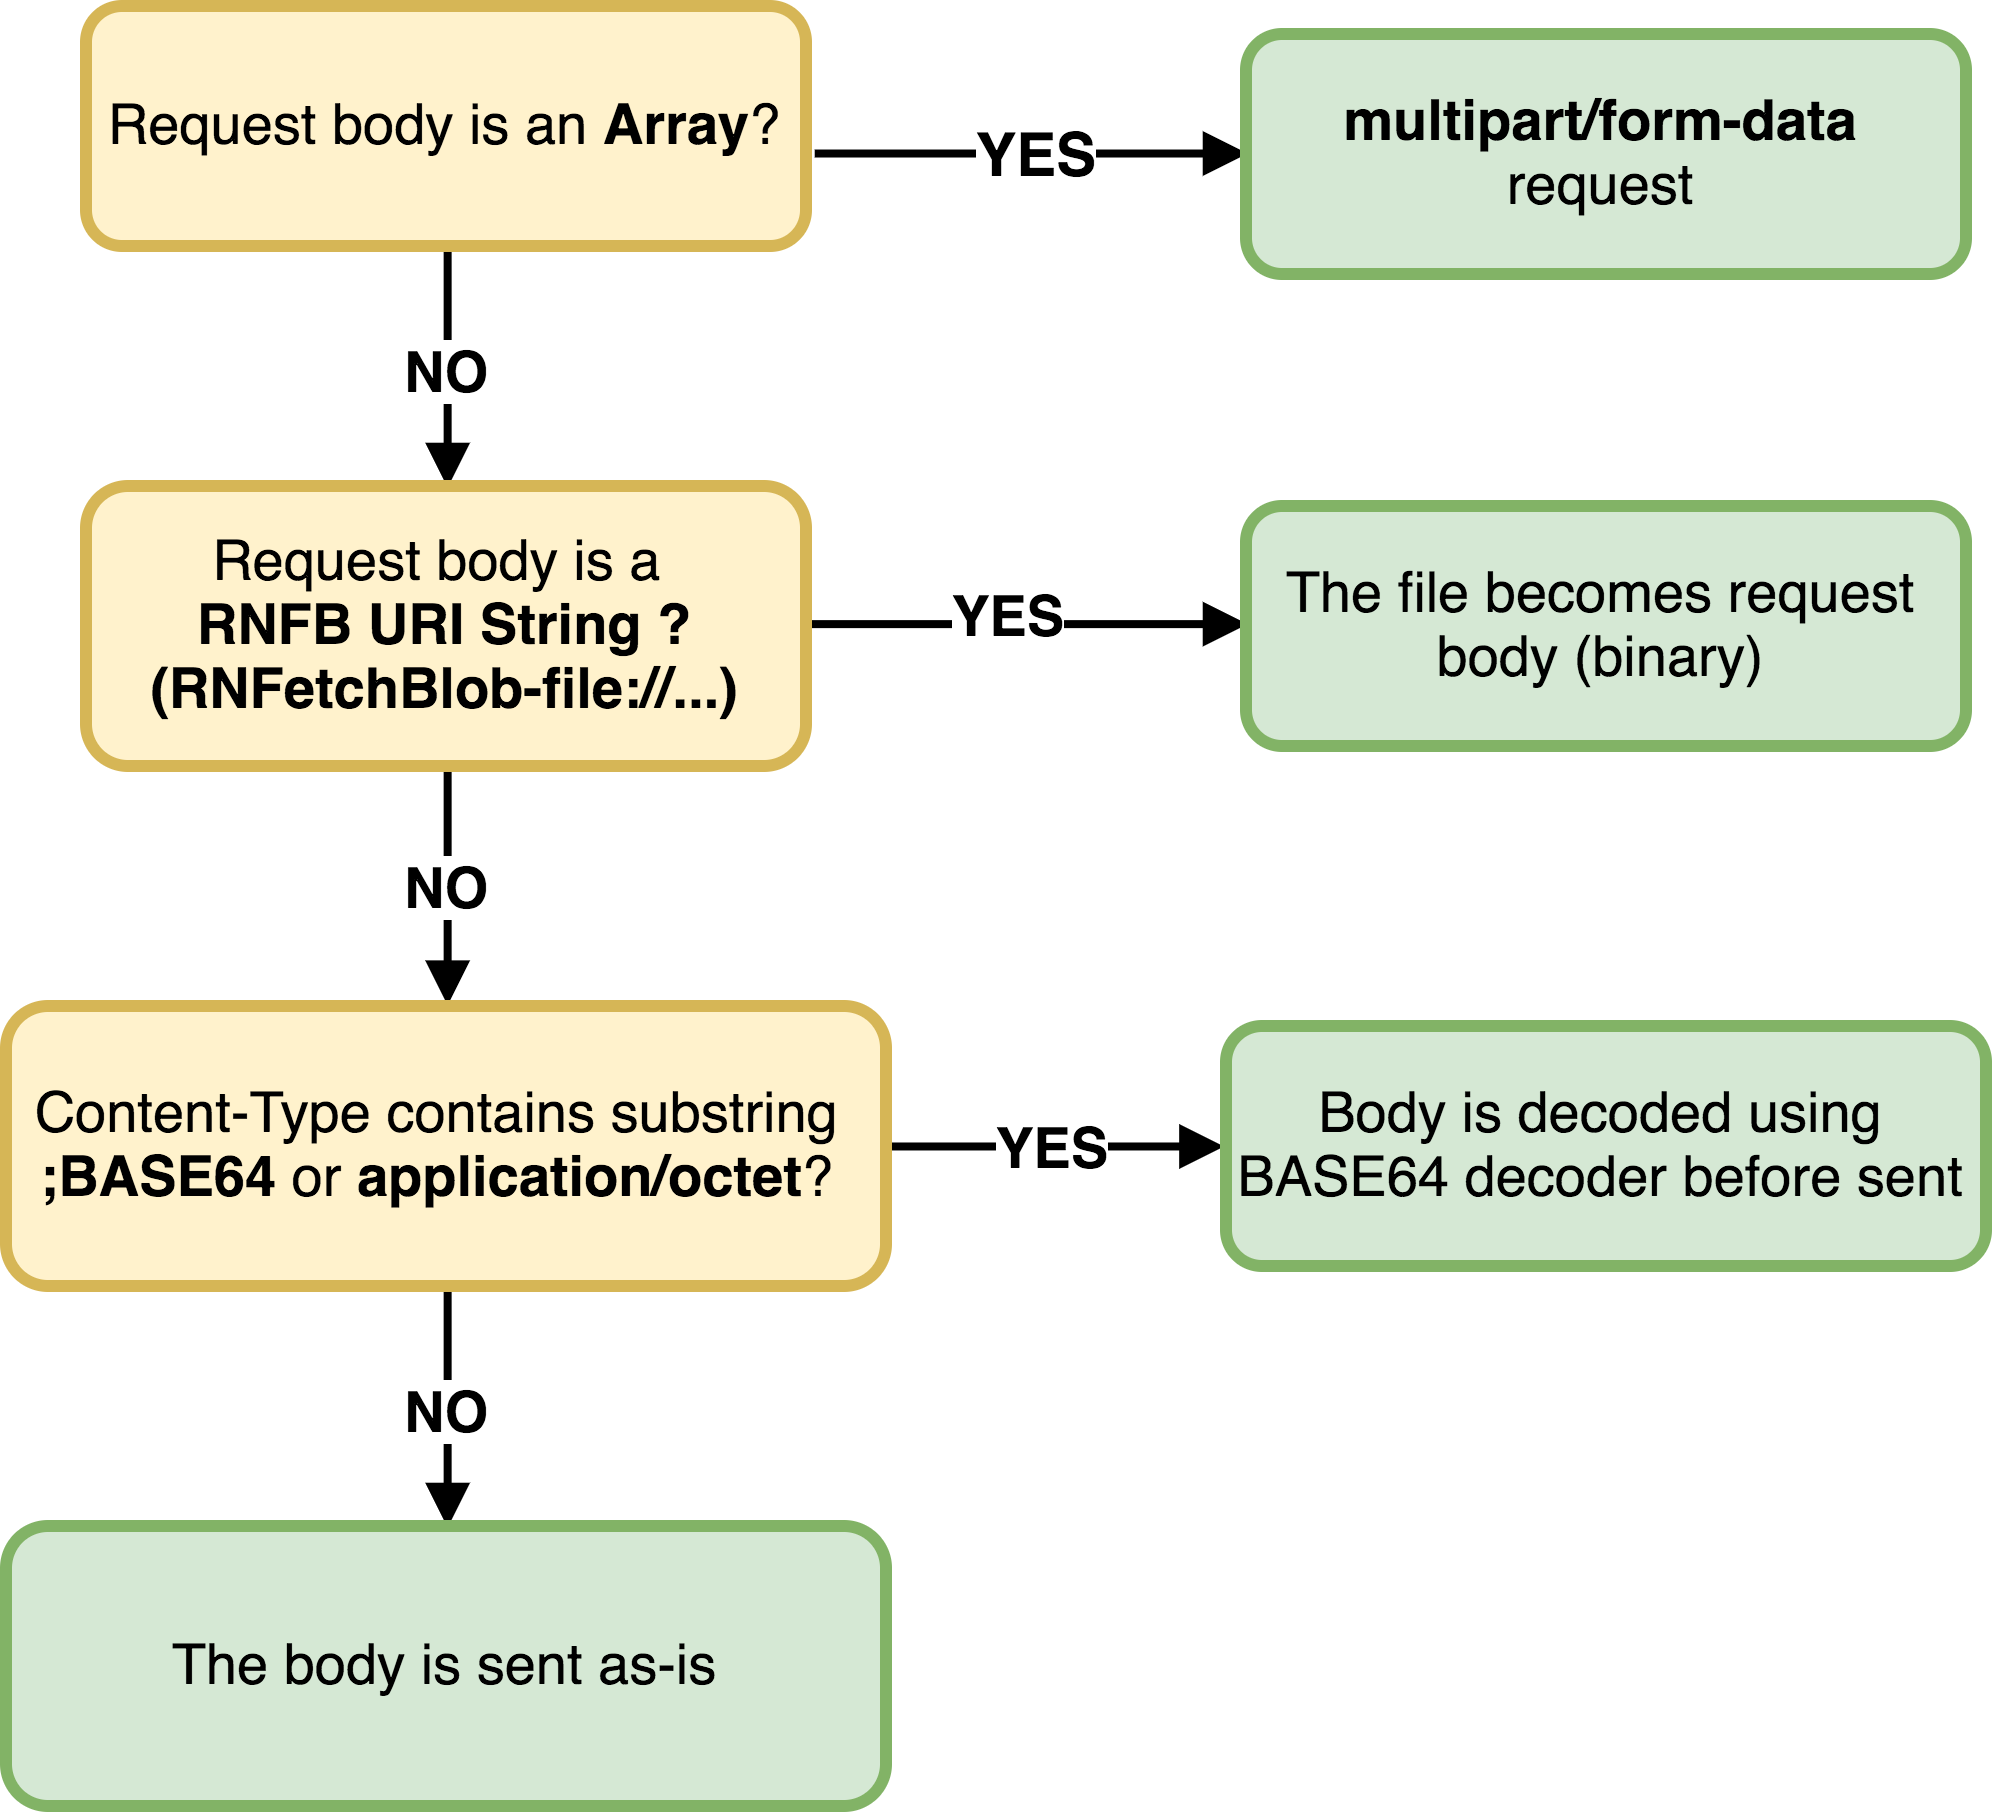 Request body is an Array?
YES
multipart/form-data
request
NO
Request body is a
RNFB URI String ?
(RNFetchBlob-file://...)
YES
The file becomes request
body (binary)
NO
Content-Type contains substring
;BASE64 or application/octet?
YES
Body is decoded using
BASE64 decoder before sent
NO
The body is sent as-is